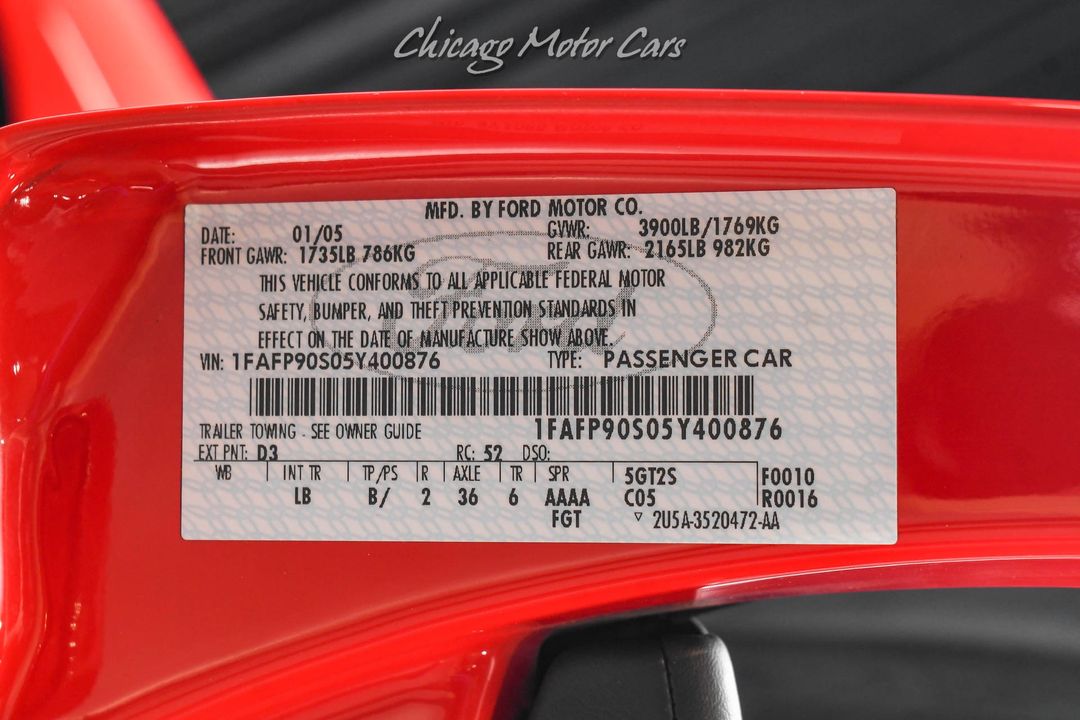 Chicago Motor Cars
MFD. BY FORD MOTOR CO.
DATE: 01/05 GVWR: 3900LB/1769KG
FRONT GAWR: 1735LB 786KG REAR GAWR: 2165LB 982KG
THIS VEHICLE CONFORMS TO ALL APPLICABLE FEDERAL MOTOR
SAFETY, BUMPER, AND THEFT PREVENTION STANDARDS IN
EFFECT ON THE DATE OF MANUFACTURE SHOW ABOVE.
Ford
VIN: 1FAFP90S05Y400876 TYPE: PASSENGER CAR
TRAILER TOWING - SEE OWNER GUIDE 1FAFP90S05Y400876
EXT PNT: D3 RC: 52 DSO:
WB INT TR TP/PS R AXLE TR SPR 5GT2S F0010
LB B/ 2 36 6 AAAA C05 R0016
FGT ▽ 2U5A-3520472-AA